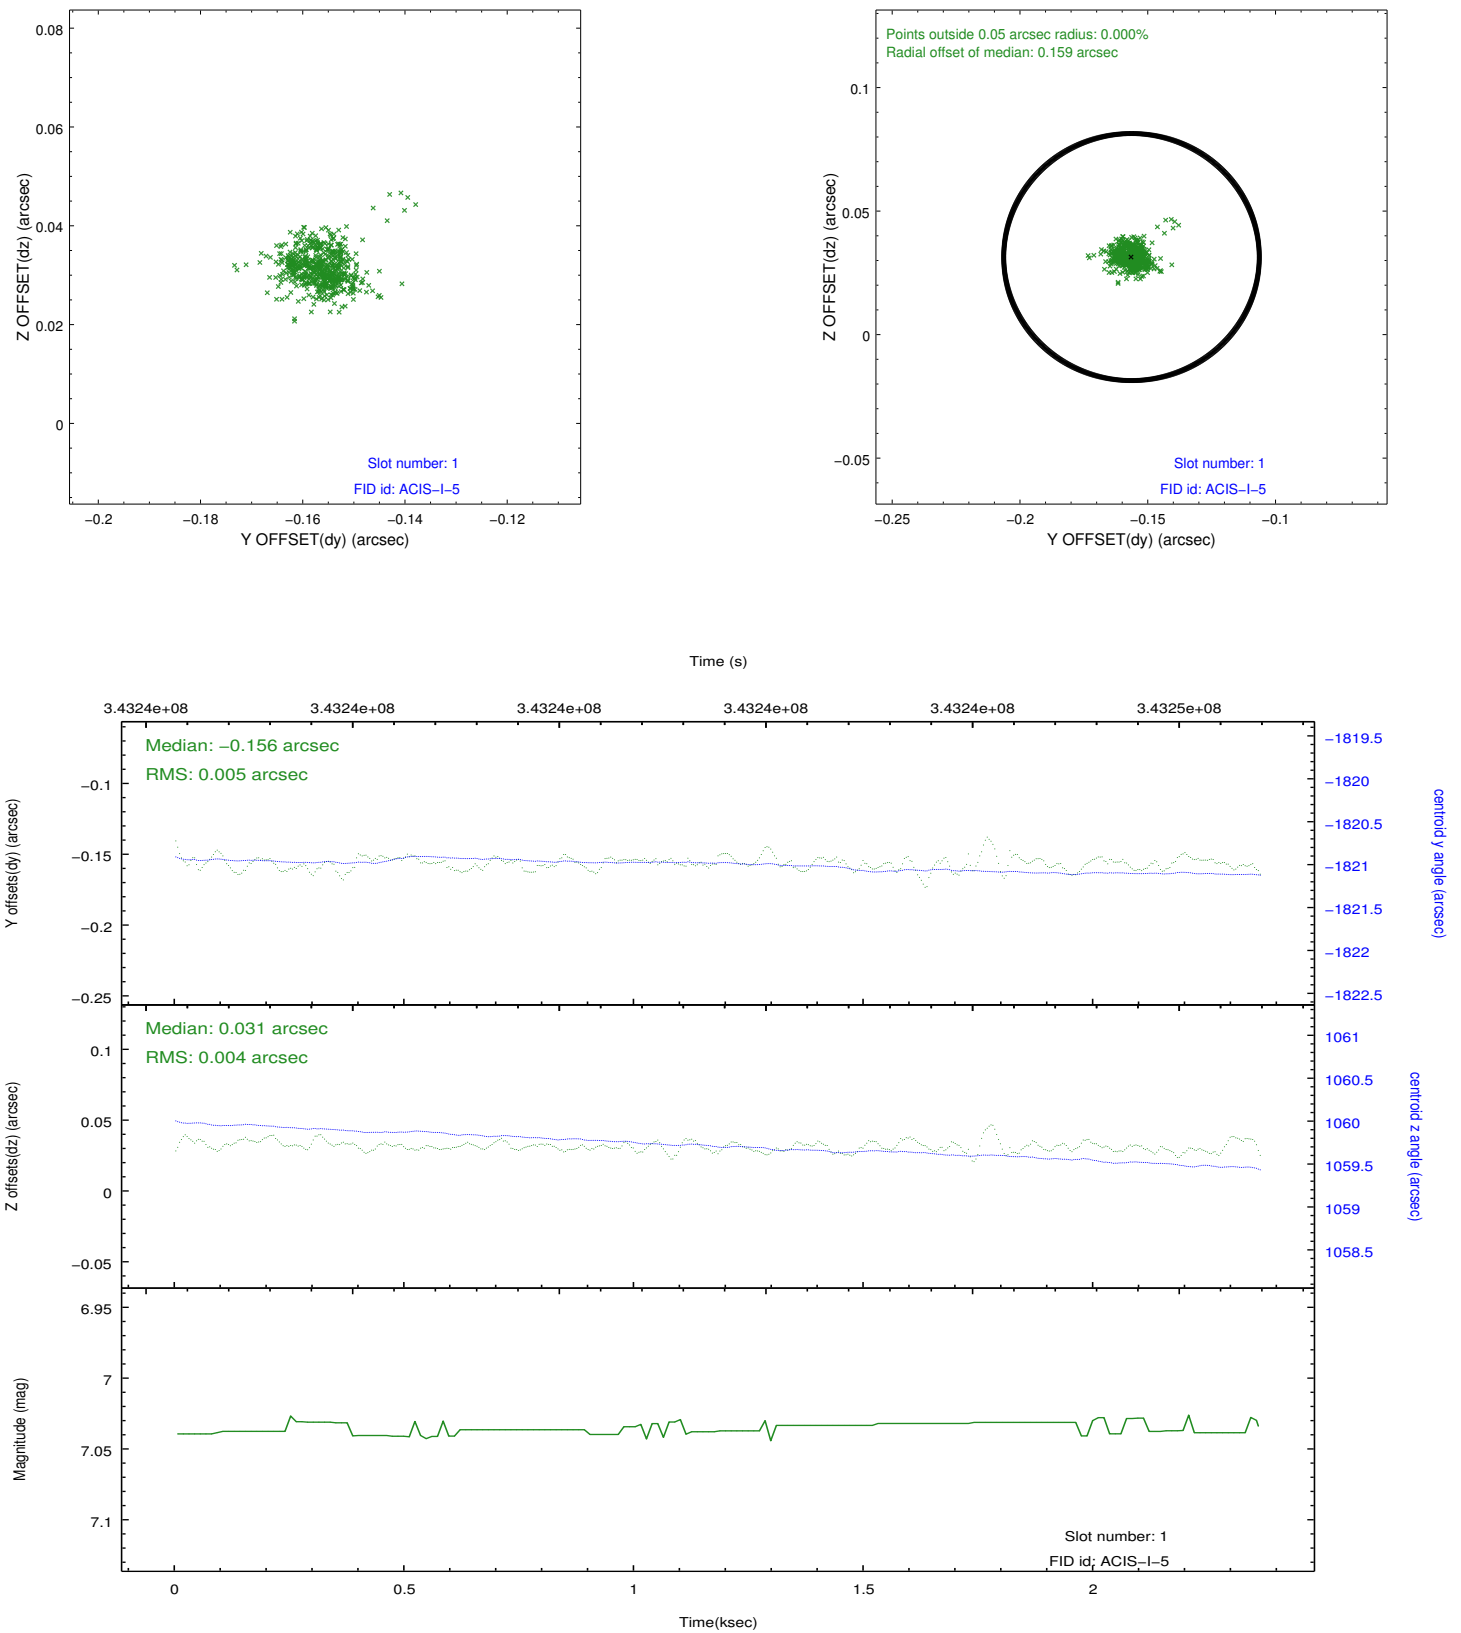 0.08
0.06
0.04
0.02
0
Z OFFSET(dz) (arcsec)
Slot number: 1
FID id: ACIS−I−5
−0.2
−0.18
−0.16
−0.14
−0.12
Y OFFSET(dy) (arcsec)
Points outside 0.05 arcsec radius: 0.000%
Radial offset of median: 0.159 arcsec
0.1
0.05
0
−0.05
Z OFFSET(dz) (arcsec)
Slot number: 1
FID id: ACIS−I−5
−0.25
−0.2
−0.15
−0.1
Y OFFSET(dy) (arcsec)
Time (s)
3.4324e+08
3.4324e+08
3.4324e+08
3.4324e+08
3.4324e+08
3.4325e+08
Median: −0.156 arcsec
RMS: 0.005 arcsec
−0.1
−0.15
−0.2
−0.25
Y offsets(dy) (arcsec)
−1819.5
−1820
−1820.5
−1821
−1821.5
−1822
−1822.5
centroid y angle (arcsec)
Median: 0.031 arcsec
RMS: 0.004 arcsec
0.1
0.05
0
−0.05
Z offsets(dz) (arcsec)
1061
1060.5
1060
1059.5
1059
1058.5
centroid z angle (arcsec)
6.95
7
7.05
7.1
Magnitude (mag)
Slot number: 1
FID id: ACIS−I−5
0
0.5
1
1.5
2
Time(ksec)